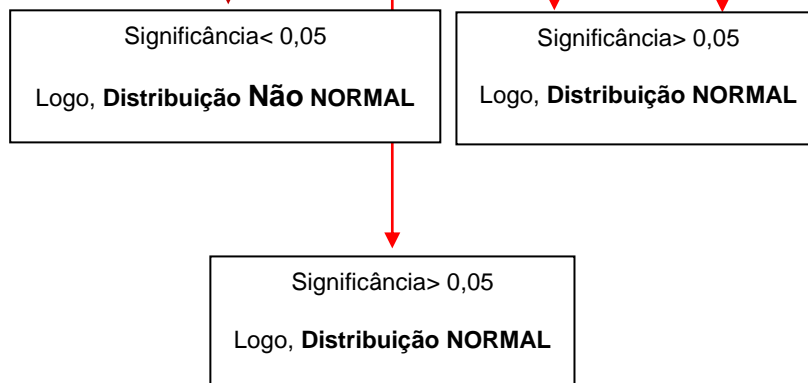 Significância< 0,05
Logo, Distribuição Não NORMAL
Significância> 0,05
Logo, Distribuição NORMAL
Significância> 0,05
Logo, Distribuição NORMAL